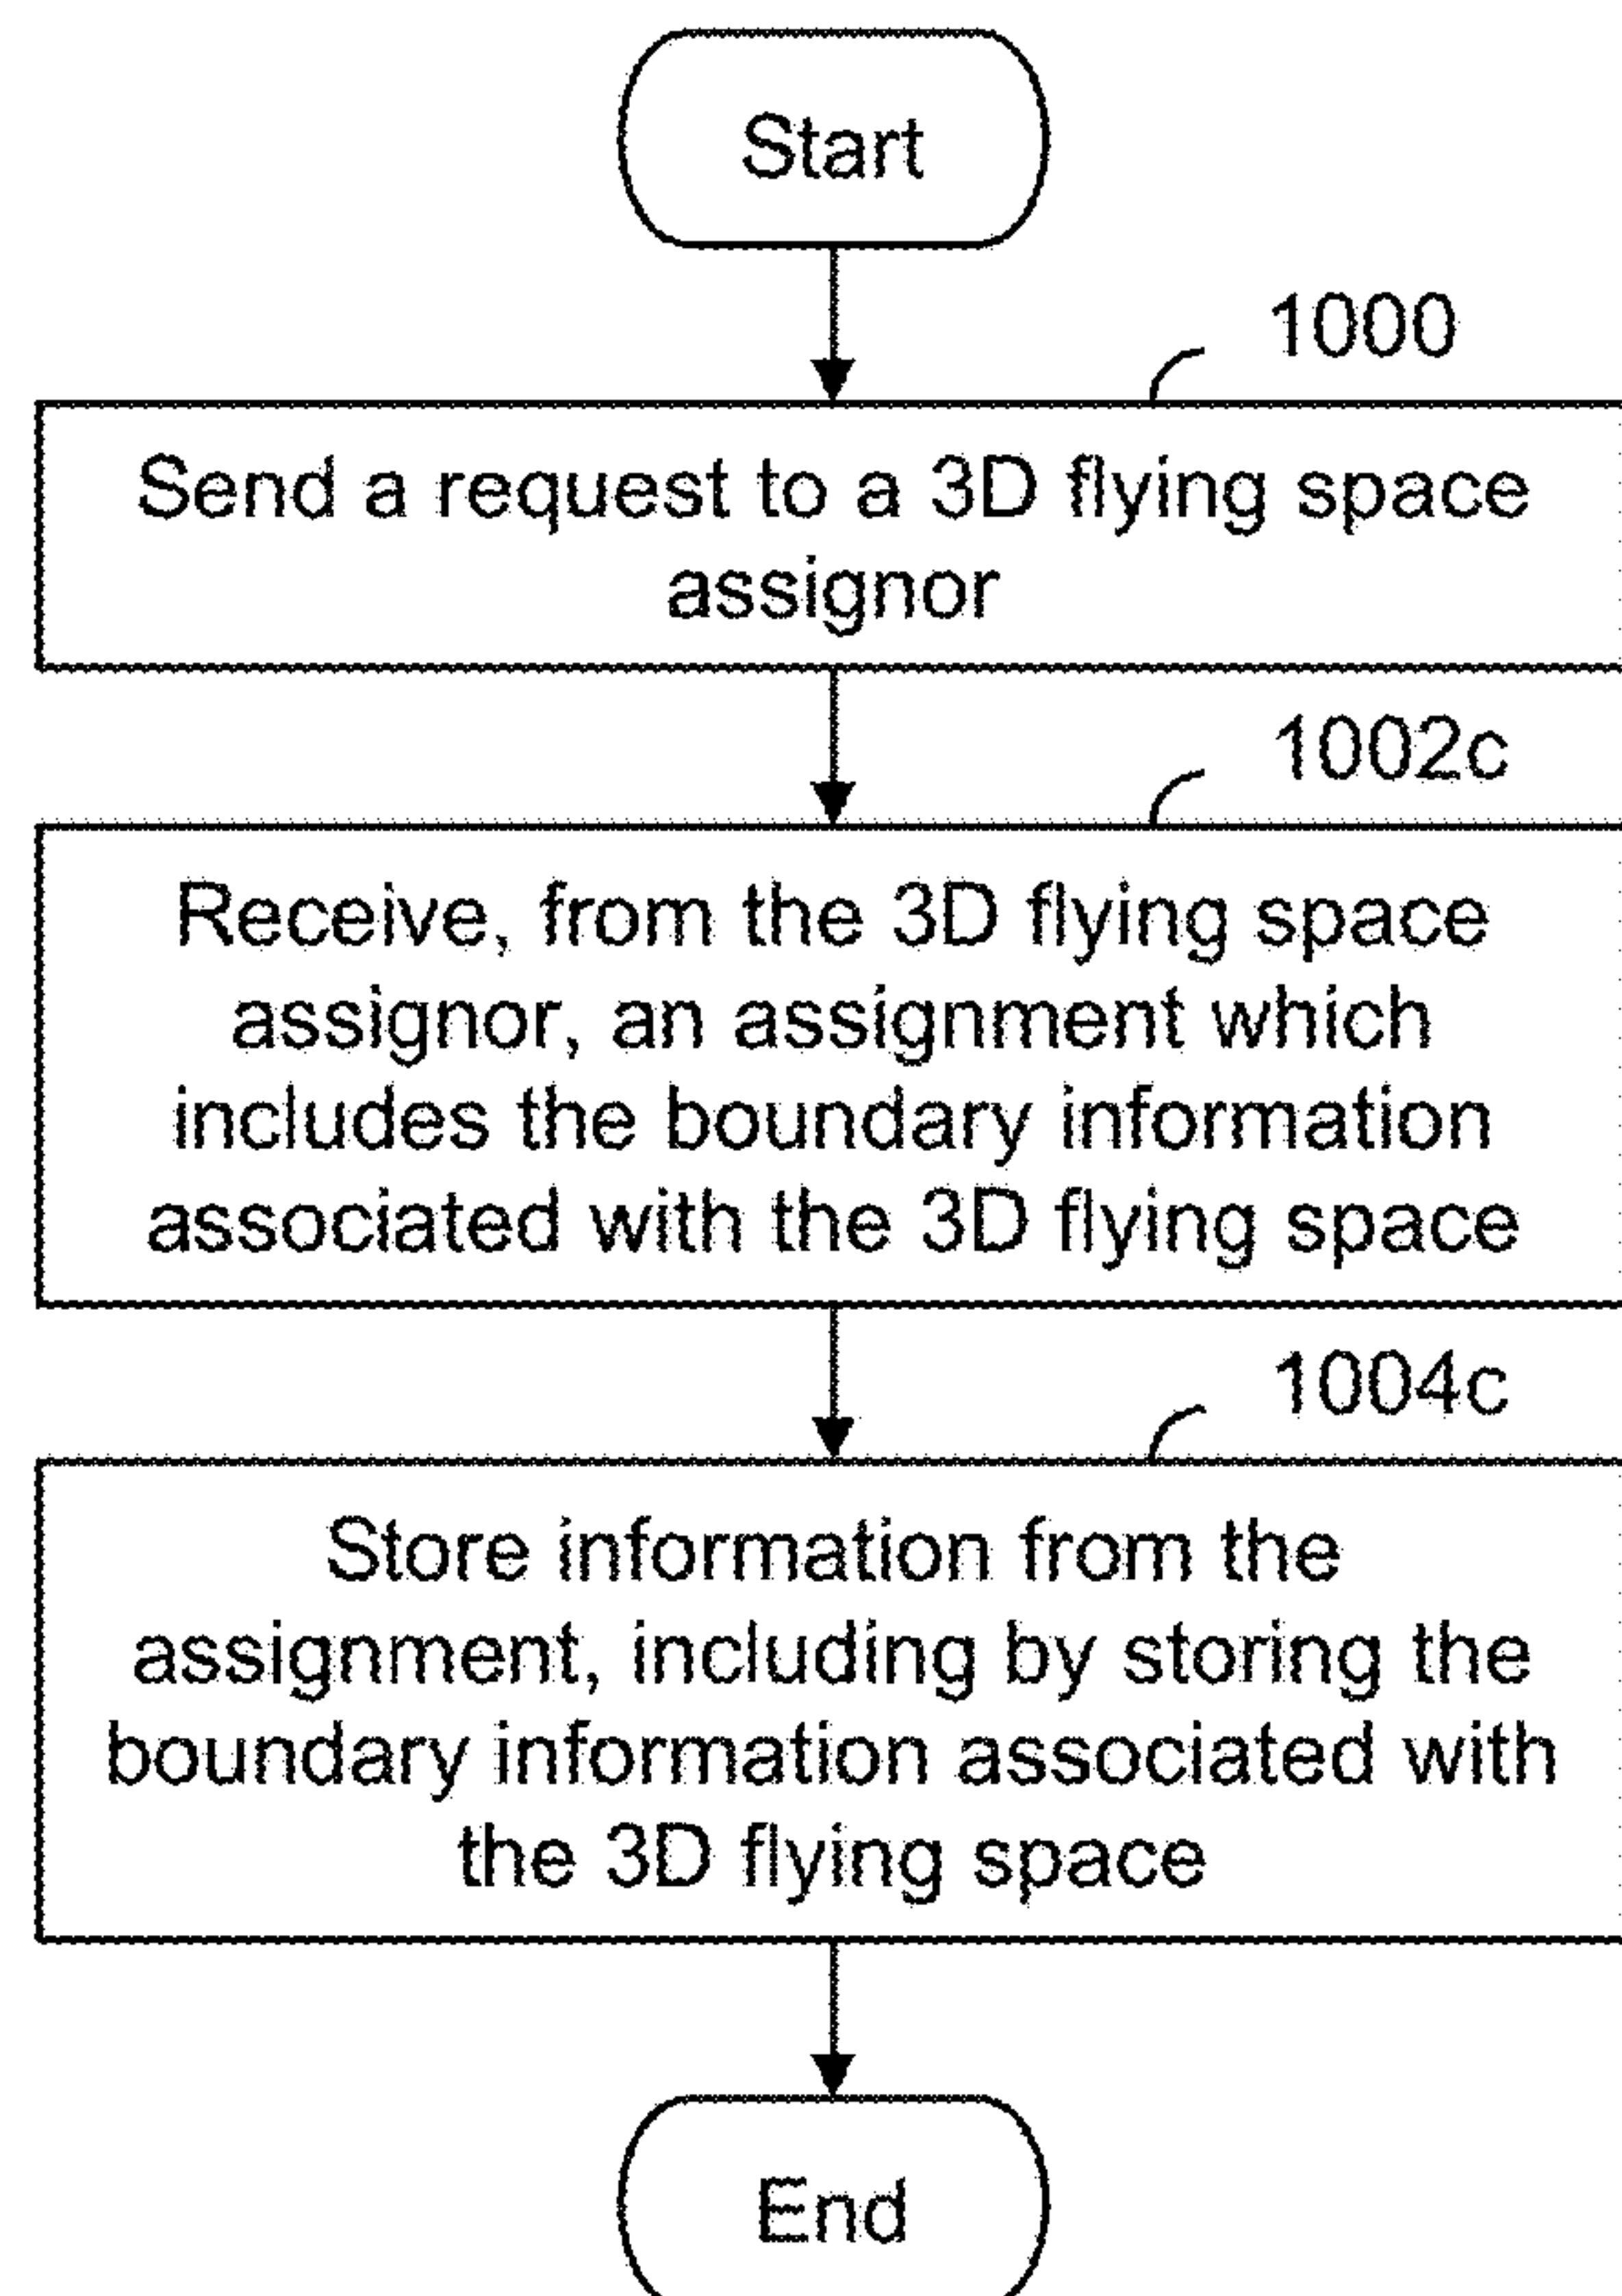 Start
1000
Send a request to a 3D flying space
assignor
1002c
Receive, from the 3D flying space
assignor, an assignment which
includes the boundary information
associated with the 3D flying space
1004c
Store information from the
assignment, including by storing the
boundary information associated with
the 3D flying space
End